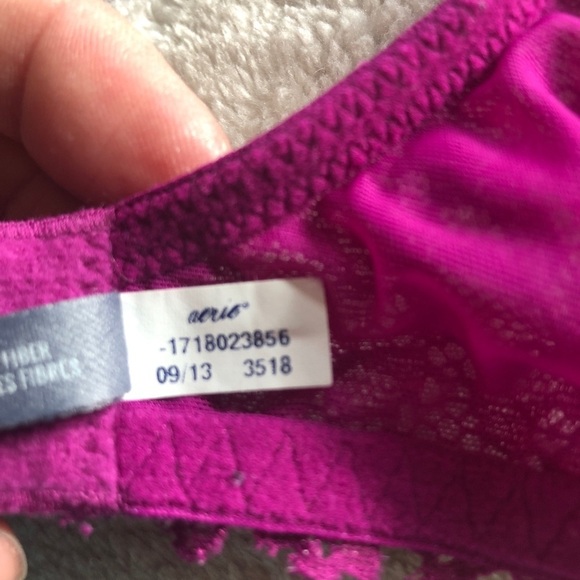 aerie®
-1718023856
09/13 3518
FIBER
ES FIBRES